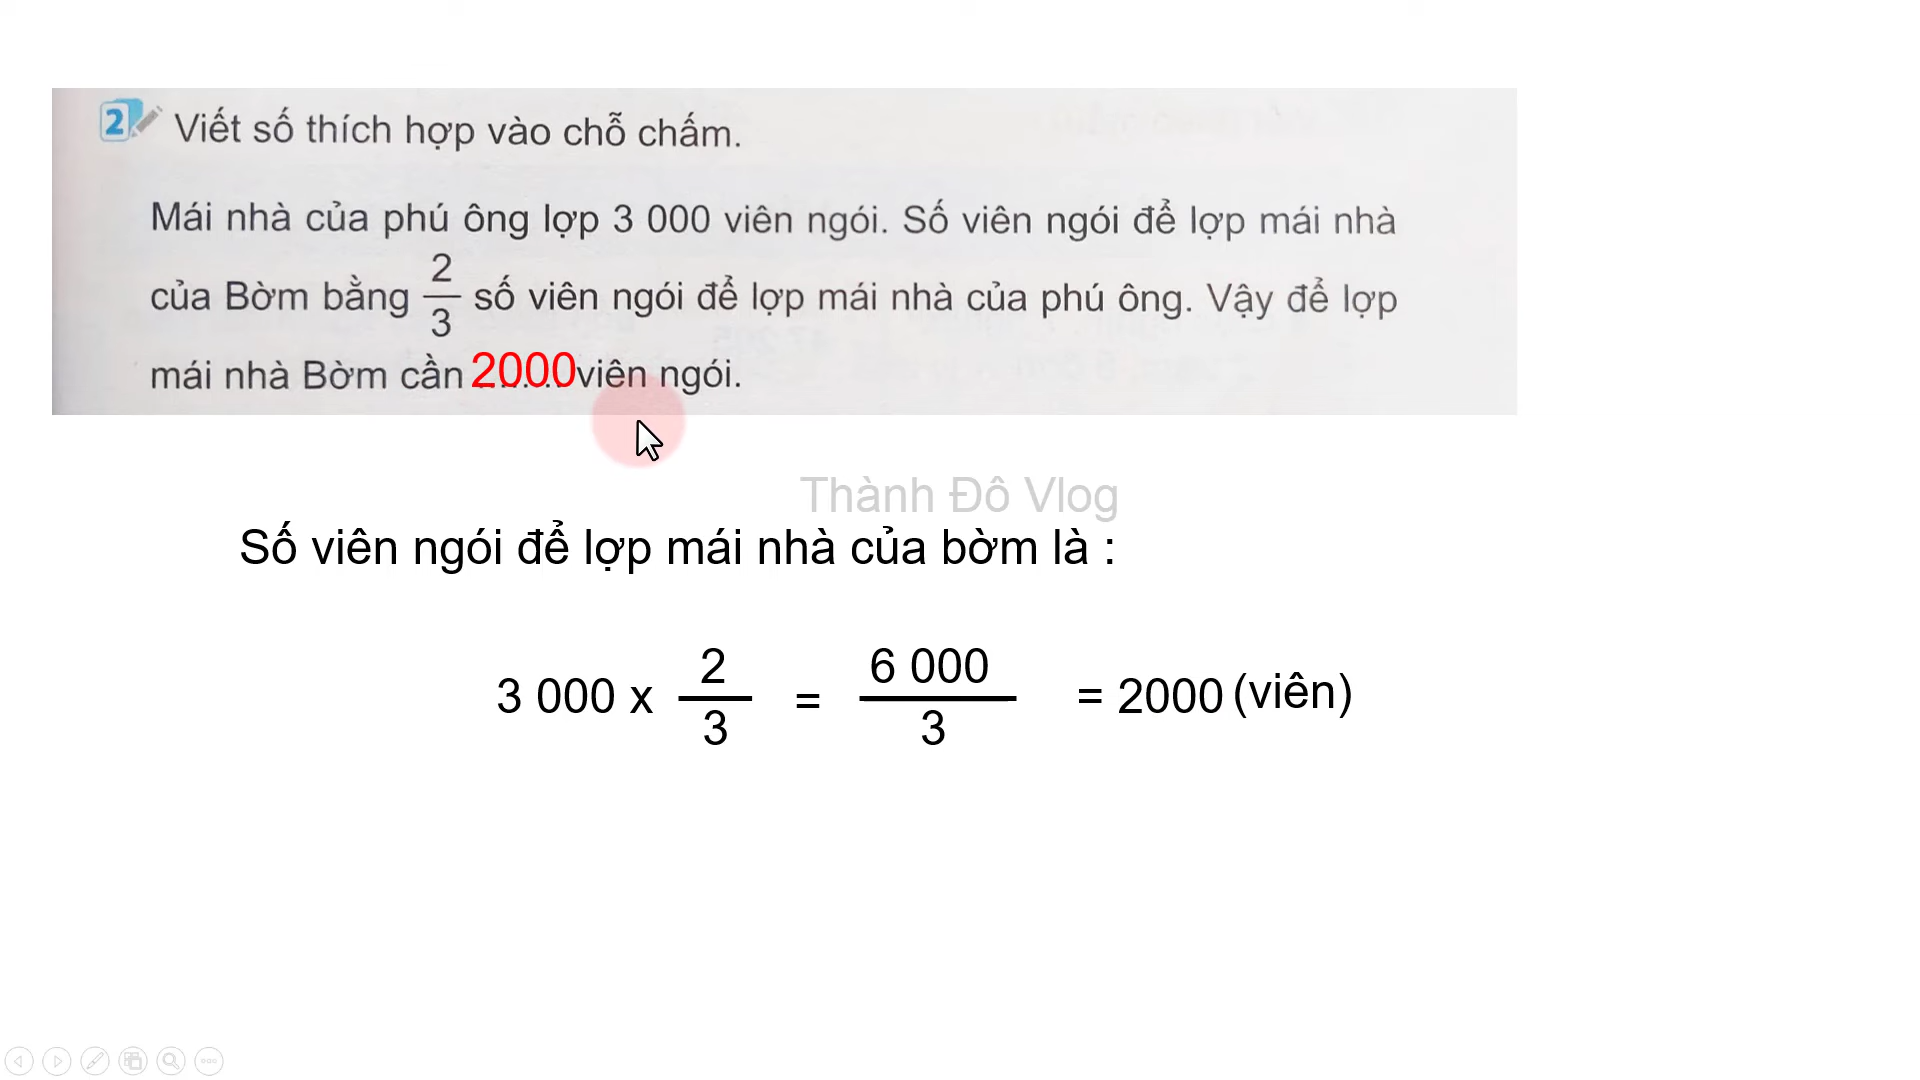 2 Viết số thích hợp vào chỗ chấm.
Mái nhà của phú ông lợp 3 000 viên ngói. Số viên ngói để lợp mái nhà
của Bờm bằng 2/3 số viên ngói để lợp mái nhà của phú ông. Vậy để lợp
mái nhà Bờm cần 2000 viên ngói.
Thành Đô Vlog
Số viên ngói để lợp mái nhà của bờm là :
3 000 x 2/3 = 6 000/3 = 2000 (viên)